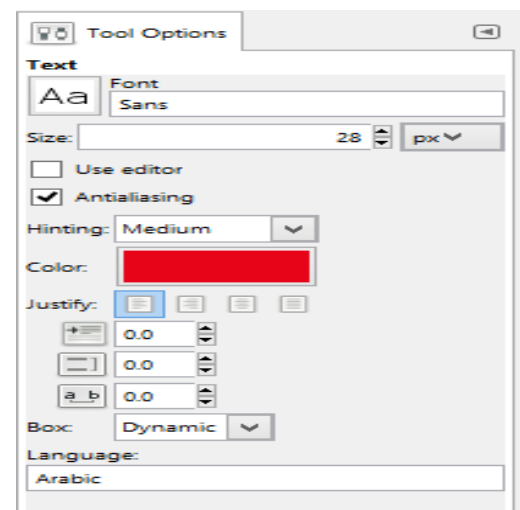 Tool Options
Text
Aa
Font
Sans
Size: 28 px
Use editor
Antialiasing
Hinting: Medium
Color:
Justify:
0.0
0.0
a b 0.0
Box: Dynamic
Language:
Arabic